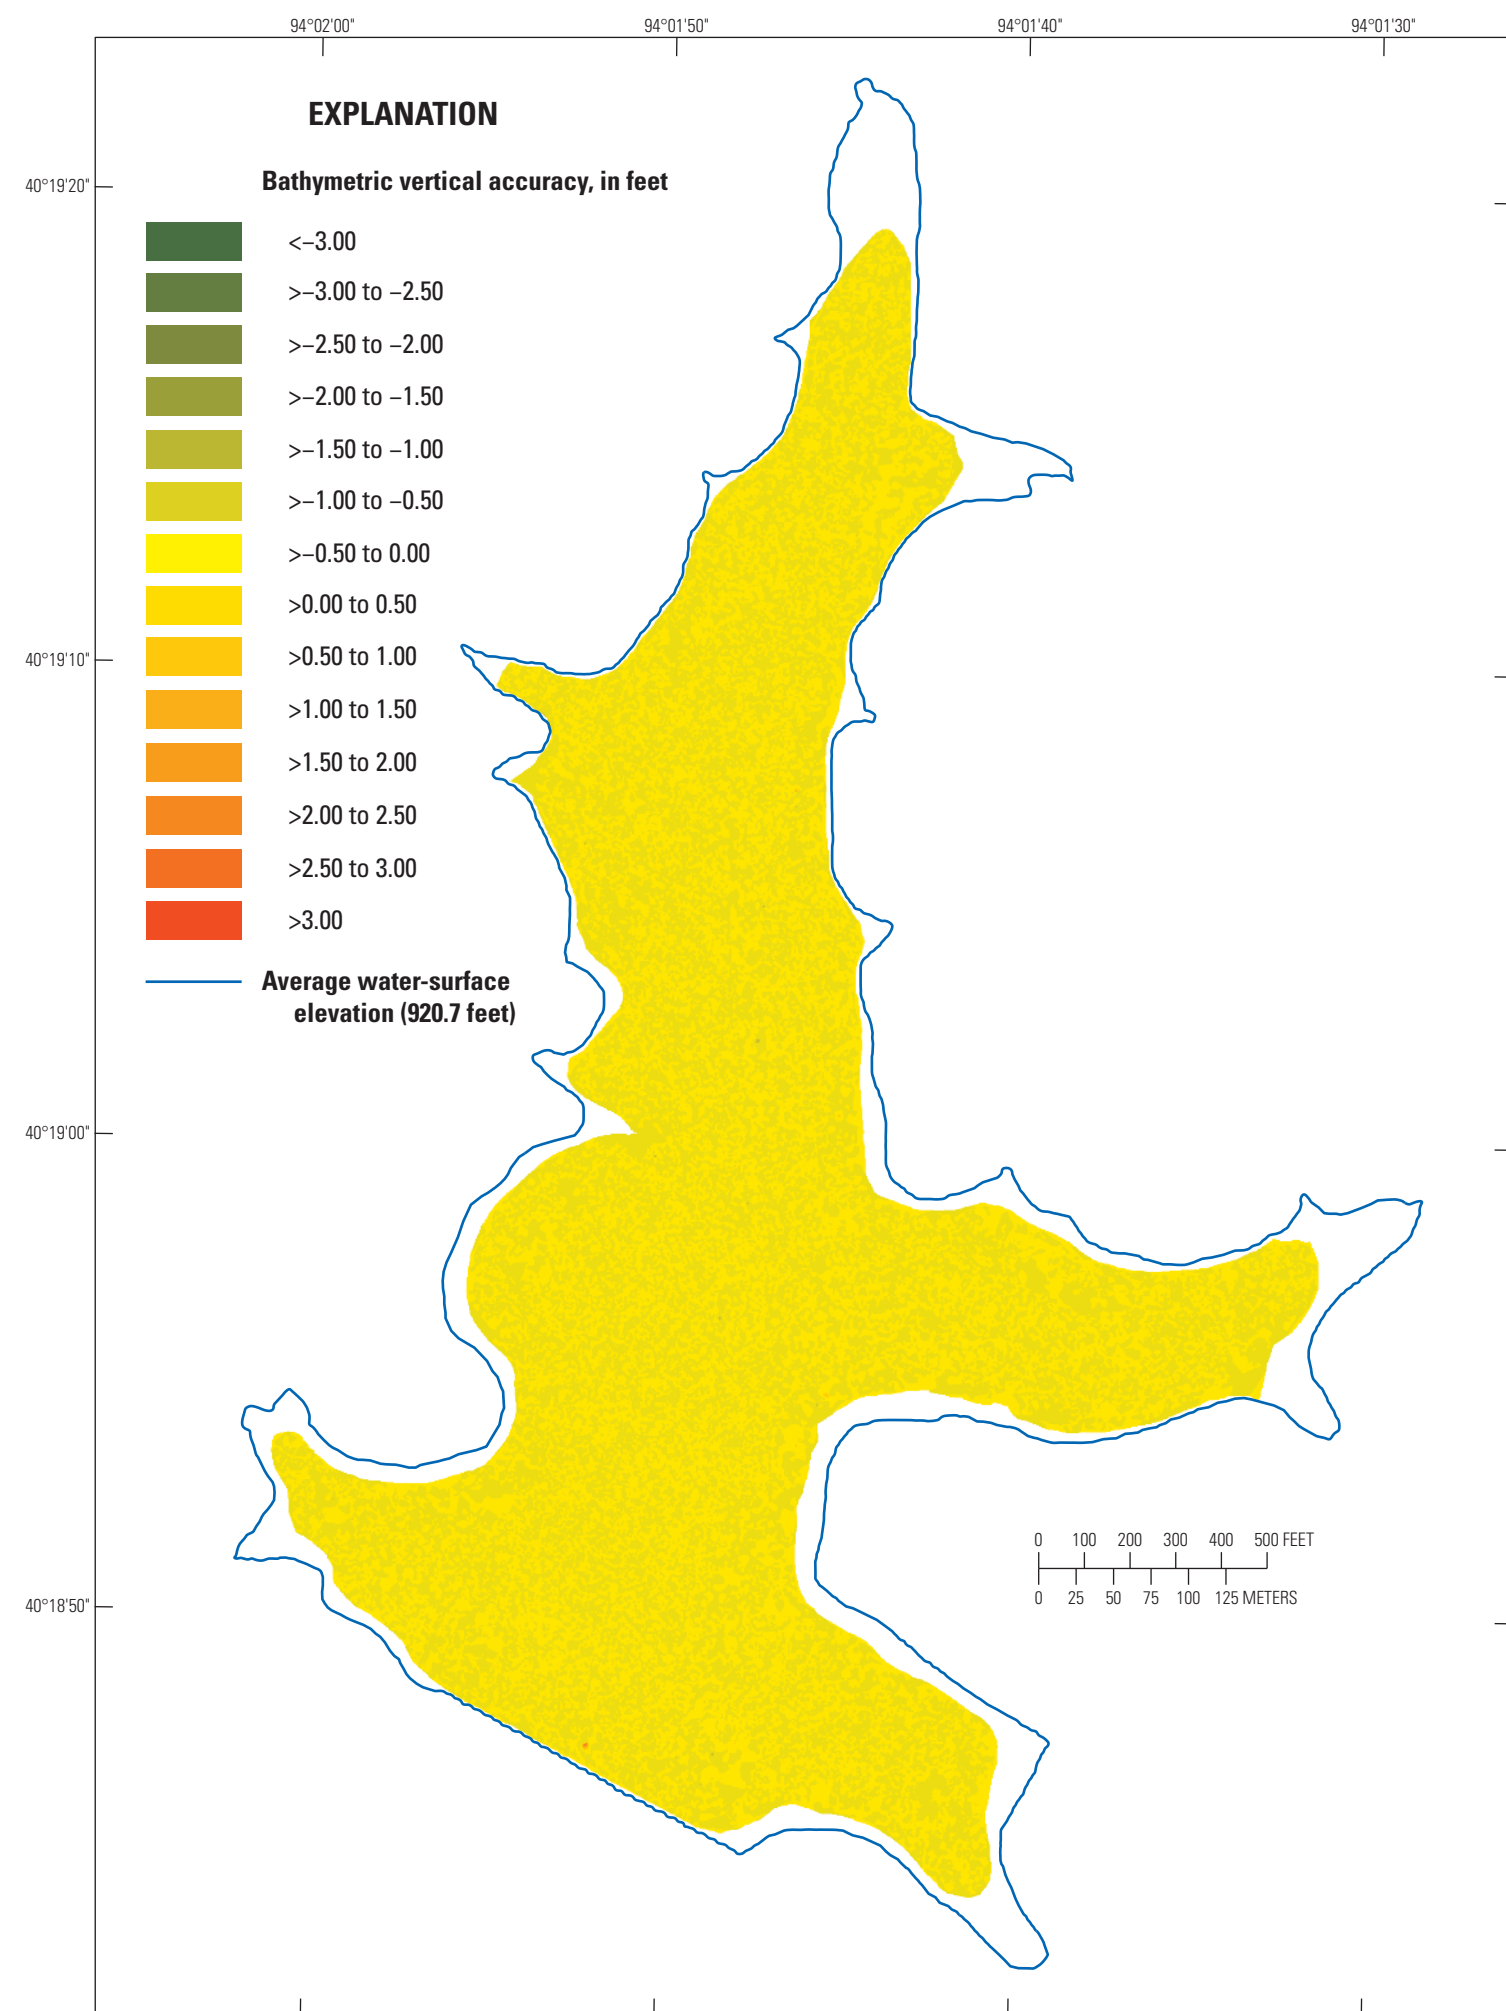 94°02'00" 94°01'50" 94°01'40" 94°01'30"
EXPLANATION
Bathymetric vertical accuracy, in feet
40°19'20"
<–3.00
>–3.00 to –2.50
>–2.50 to –2.00
>–2.00 to –1.50
>–1.50 to –1.00
>–1.00 to –0.50
>–0.50 to 0.00
>0.00 to 0.50
40°19'10"
>0.50 to 1.00
>1.00 to 1.50
>1.50 to 2.00
>2.00 to 2.50
>2.50 to 3.00
>3.00
Average water-surface
elevation (920.7 feet)
40°19'00"
0 100 200 300 400 500 FEET
0 25 50 75 100 125 METERS
40°18'50"